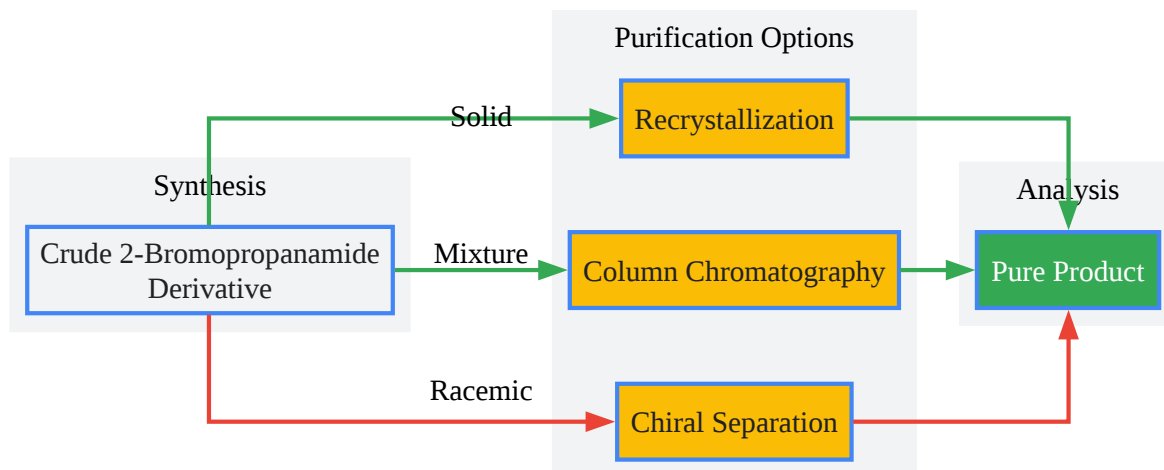 Purification Options
Solid
Recrystallization
Synthesis
Analysis
Crude 2-Bromopropanamide
Derivative
Mixture
Column Chromatography
Pure Product
Racemic
Chiral Separation